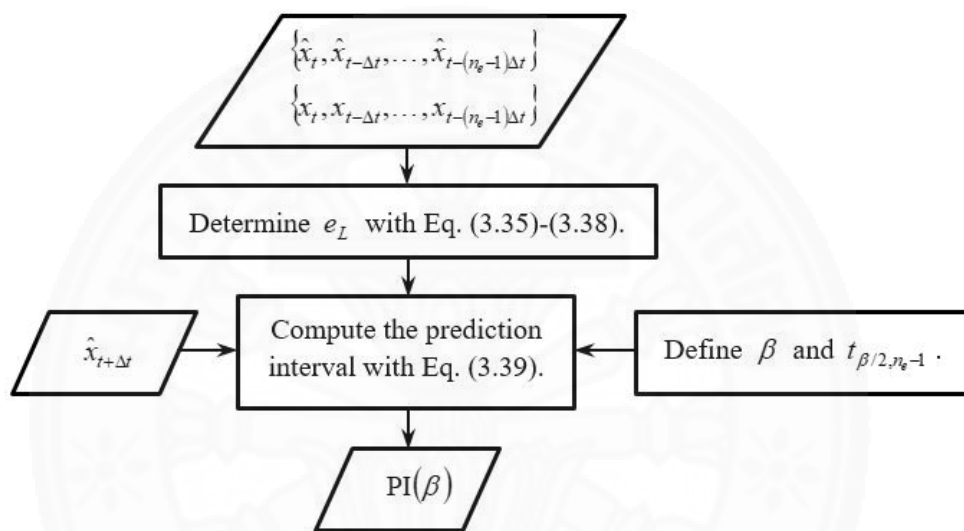 {x̂_t, x̂_{t−Δt}, ..., x̂_{t−(n_e−1)Δt}}
{x_t, x_{t−Δt}, ..., x_{t−(n_e−1)Δt}}
Determine e_L with Eq. (3.35)-(3.38).
x̂_{t+Δt}
Compute the prediction
interval with Eq. (3.39).
Define β and t_{β/2,n_e−1} .
PI(β)